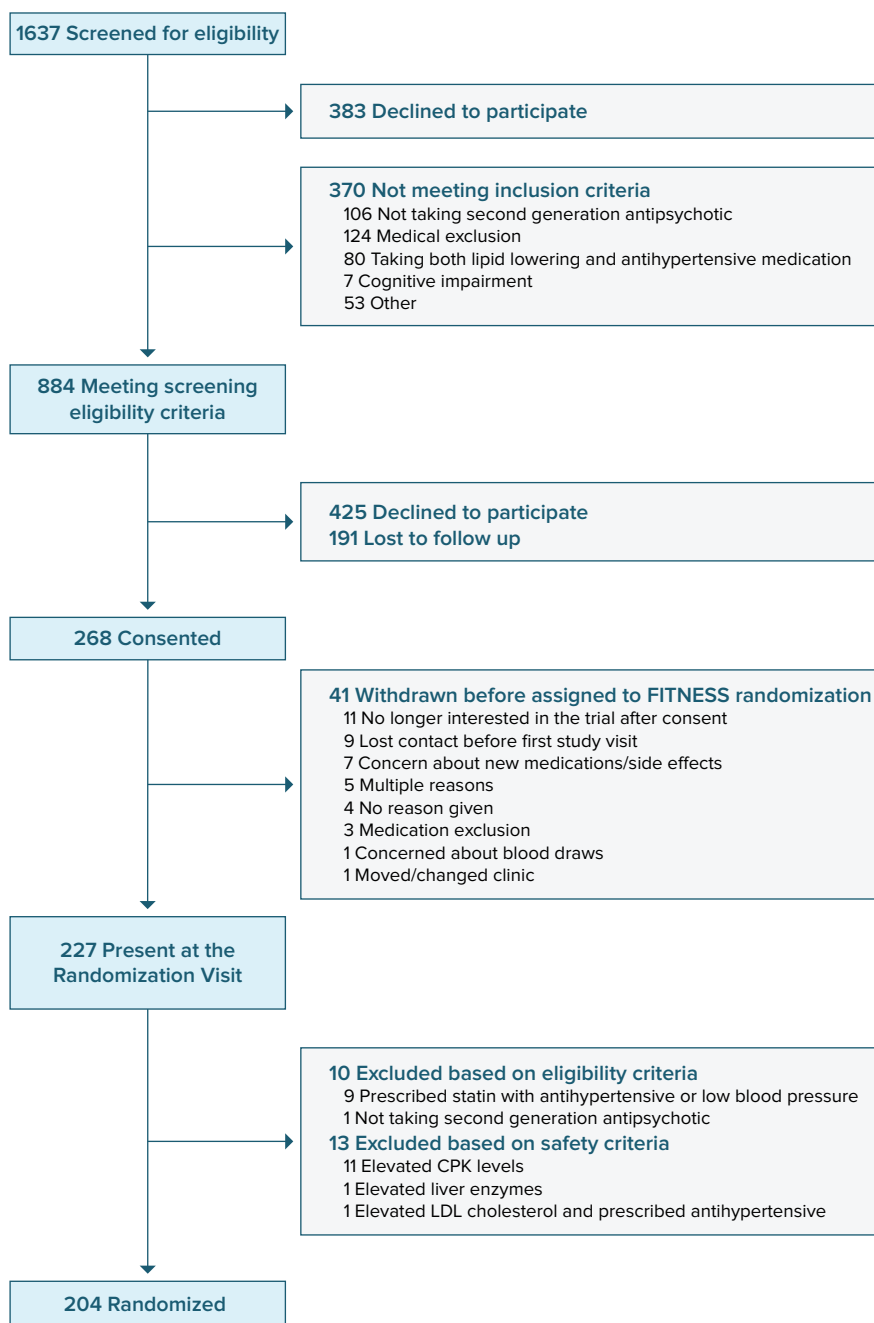 1637 Screened for eligibility
383 Declined to participate
370 Not meeting inclusion criteria
106 Not taking second generation antipsychotic
124 Medical exclusion
80 Taking both lipid lowering and antihypertensive medication
7 Cognitive impairment
53 Other
884 Meeting screening
eligibility criteria
425 Declined to participate
191 Lost to follow up
268 Consented
41 Withdrawn before assigned to FITNESS randomization
11 No longer interested in the trial after consent
9 Lost contact before first study visit
7 Concern about new medications/side effects
5 Multiple reasons
4 No reason given
3 Medication exclusion
1 Concerned about blood draws
1 Moved/changed clinic
227 Present at the
Randomization Visit
10 Excluded based on eligibility criteria
9 Prescribed statin with antihypertensive or low blood pressure
1 Not taking second generation antipsychotic
13 Excluded based on safety criteria
11 Elevated CPK levels
1 Elevated liver enzymes
1 Elevated LDL cholesterol and prescribed antihypertensive
204 Randomized